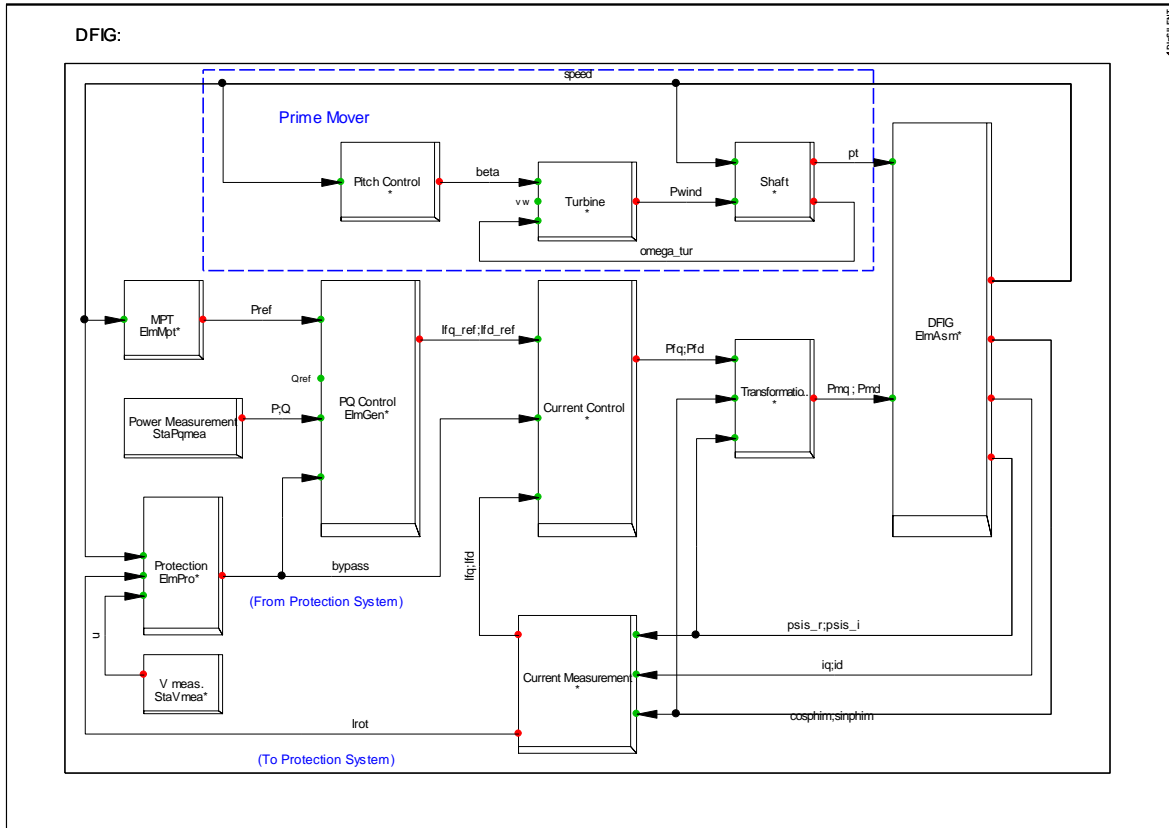 DFIG:
speed
Prime Mover
Pitch Control
*
beta
vw
Turbine
*
Pwind
Shaft
*
pt
omega_tur
MPT
ElmMpt*
Pref
Qref
Power Measurement
StaPqmea
P;Q
PQ Control
ElmGen*
Ifq_ref;Ifd_ref
Current Control
*
Pfq;Pfd
Transformatio..
*
Pmq ; Pmd
DFIG
ElmAsm*
Protection
ElmPro*
bypass
(From Protection System)
Ifq;Ifd
u
V meas.
StaVmea*
Current Measurement
*
psis_r;psis_i
iq;id
cosphim;sinphim
Irot
(To Protection System)